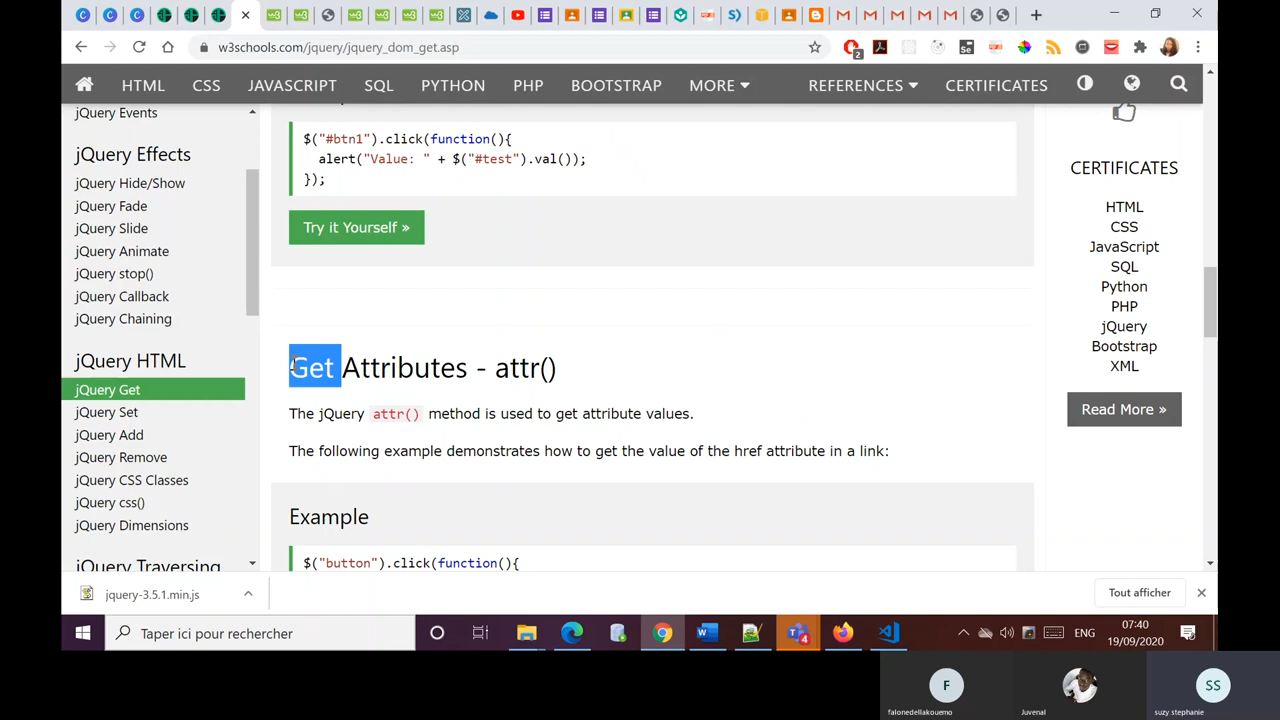 w3schools.com/jquery/jquery_dom_get.asp
2
HTML CSS JAVASCRIPT SQL PYTHON PHP BOOTSTRAP MORE REFERENCES CERTIFICATES
jQuery Events
jQuery Effects
jQuery Hide/Show
jQuery Fade
jQuery Slide
jQuery Animate
jQuery stop()
jQuery Callback
jQuery Chaining
jQuery HTML
jQuery Get
jQuery Set
jQuery Add
jQuery Remove
jQuery CSS Classes
jQuery css()
jQuery Dimensions
jQuery Traversing
$("#btn1").click(function(){
alert("Value: " + $("#test").val());
});
Try it Yourself »
Get Attributes - attr()
The jQuery attr() method is used to get attribute values.
The following example demonstrates how to get the value of the href attribute in a link:
Example
$("button").click(function(){
CERTIFICATES
HTML
CSS
JavaScript
SQL
Python
PHP
jQuery
Bootstrap
XML
Read More »
jquery-3.5.1.min.js
Tout afficher
Taper ici pour rechercher
4
ENG
07:40
19/09/2020
F
falonedellakouemo
Juvenal
SS
suzy stephanie